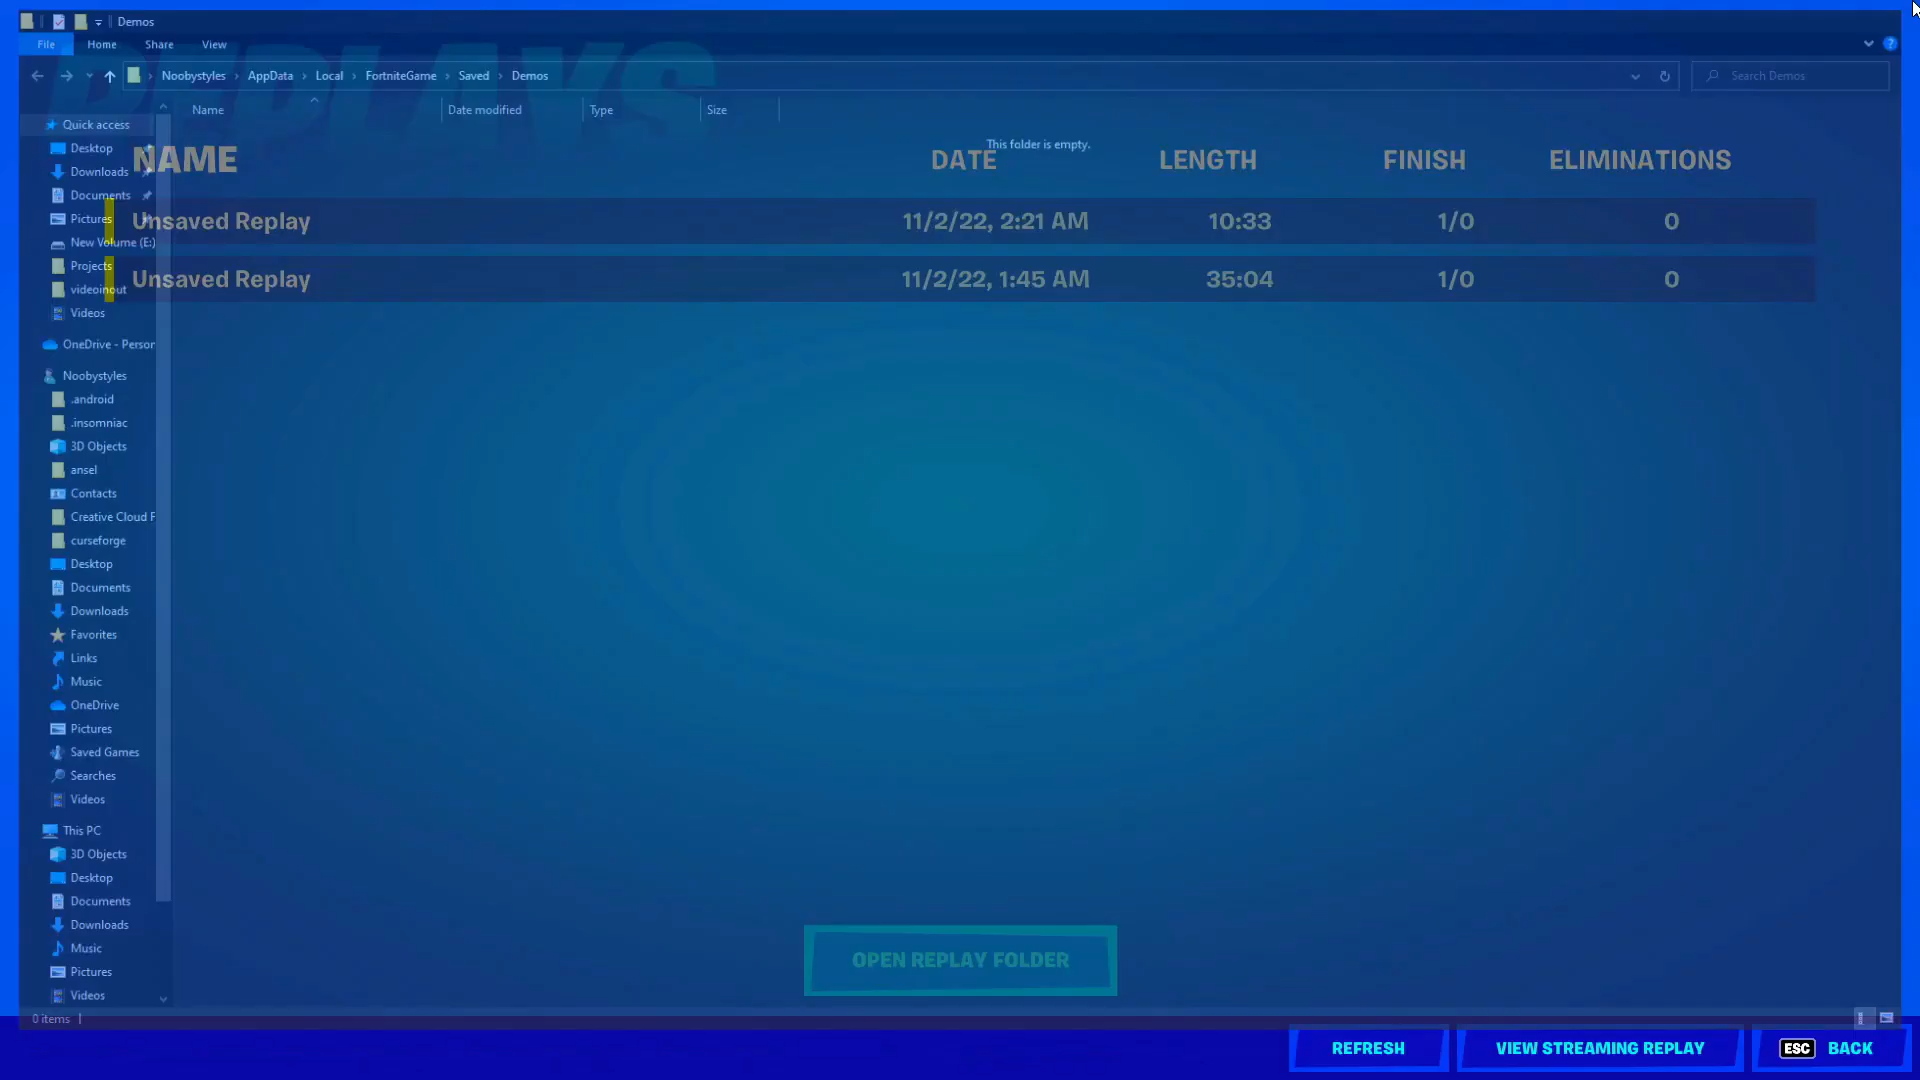 Demos
File Home Share View
REPLAYS
Noobystyles AppData Local FortniteGame Saved Demos
Search Demos
Name Date modified Type Size
This folder is empty.
NAME DATE LENGTH FINISH ELIMINATIONS
Unsaved Replay 11/2/22, 2:21 AM 10:33 1/0 0
Unsaved Replay 11/2/22, 1:45 AM 35:04 1/0 0
Quick access
Desktop
Downloads
Documents
Pictures
New Volume (E:)
Projects
videoinout
Videos
OneDrive - Person
Noobystyles
.android
.insomniac
3D Objects
ansel
Contacts
Creative Cloud F
curseforge
Desktop
Documents
Downloads
Favorites
Links
Music
OneDrive
Pictures
Saved Games
Searches
Videos
This PC
3D Objects
Desktop
Documents
Downloads
Music
Pictures
Videos
OPEN REPLAY FOLDER
0 items
REFRESH VIEW STREAMING REPLAY ESC BACK